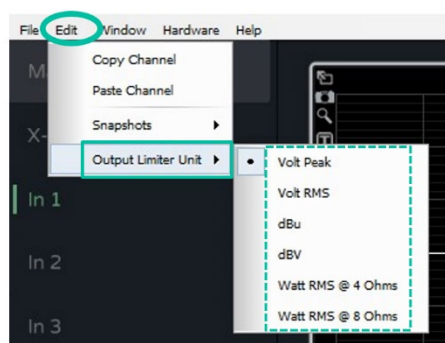 File Edit Window Hardware Help
Copy Channel
Paste Channel
Snapshots
Output Limiter Unit
Volt Peak
Volt RMS
dBu
dBV
Watt RMS @ 4 Ohms
Watt RMS @ 8 Ohms
M
X-
In 1
In 2
In 3
T